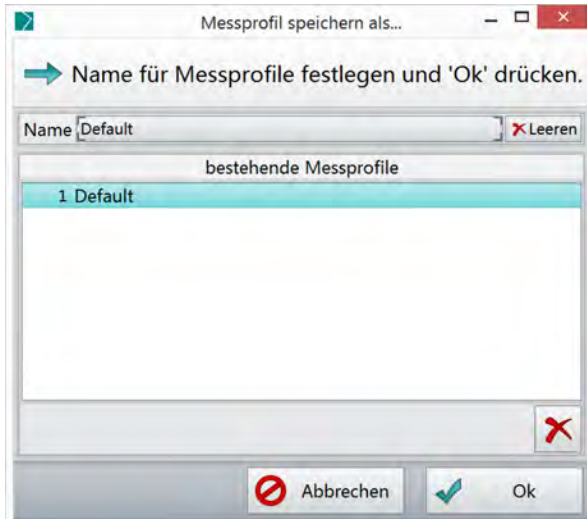 Messprofil speichern als...
Name für Messprofile festlegen und 'Ok' drücken.
Name Default Leeren
bestehende Messprofile
1 Default
Abbrechen Ok